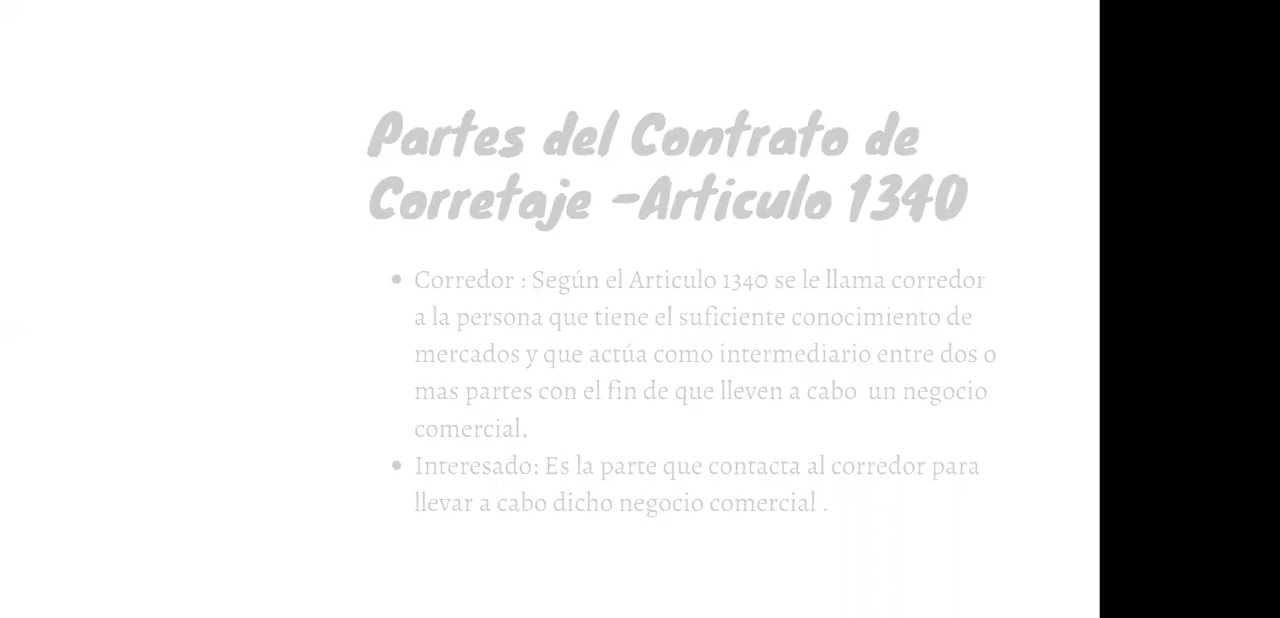 Partes del Contrato de
Corretaje -Articulo 1340
• Corredor : Según el Articulo 1340 se le llama corredor
a la persona que tiene el suficiente conocimiento de
mercados y que actúa como intermediario entre dos o
mas partes con el fin de que lleven a cabo un negocio
comercial.
• Interesado: Es la parte que contacta al corredor para
llevar a cabo dicho negocio comercial .